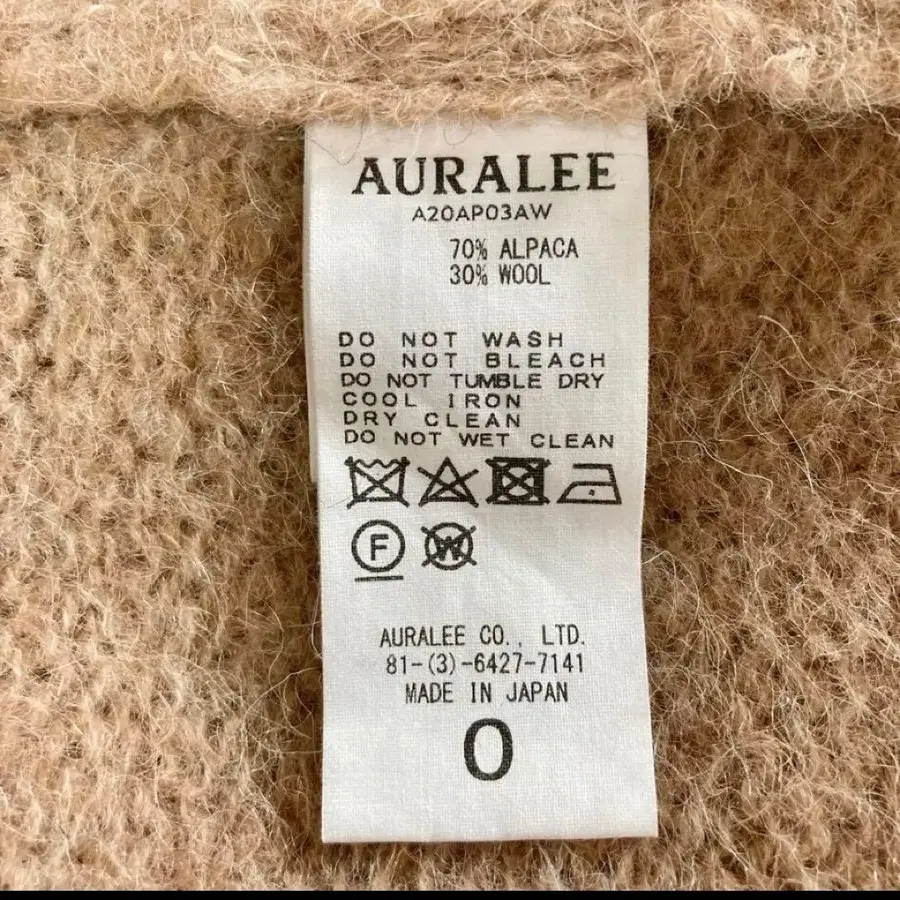 AURALEE
A20AP03AW
70% ALPACA
30% WOOL
DO NOT WASH
DO NOT BLEACH
DO NOT TUMBLE DRY
COOL IRON
DRY CLEAN
DO NOT WET CLEAN
F W
AURALEE CO., LTD.
81-(3)-6427-7141
MADE IN JAPAN
0